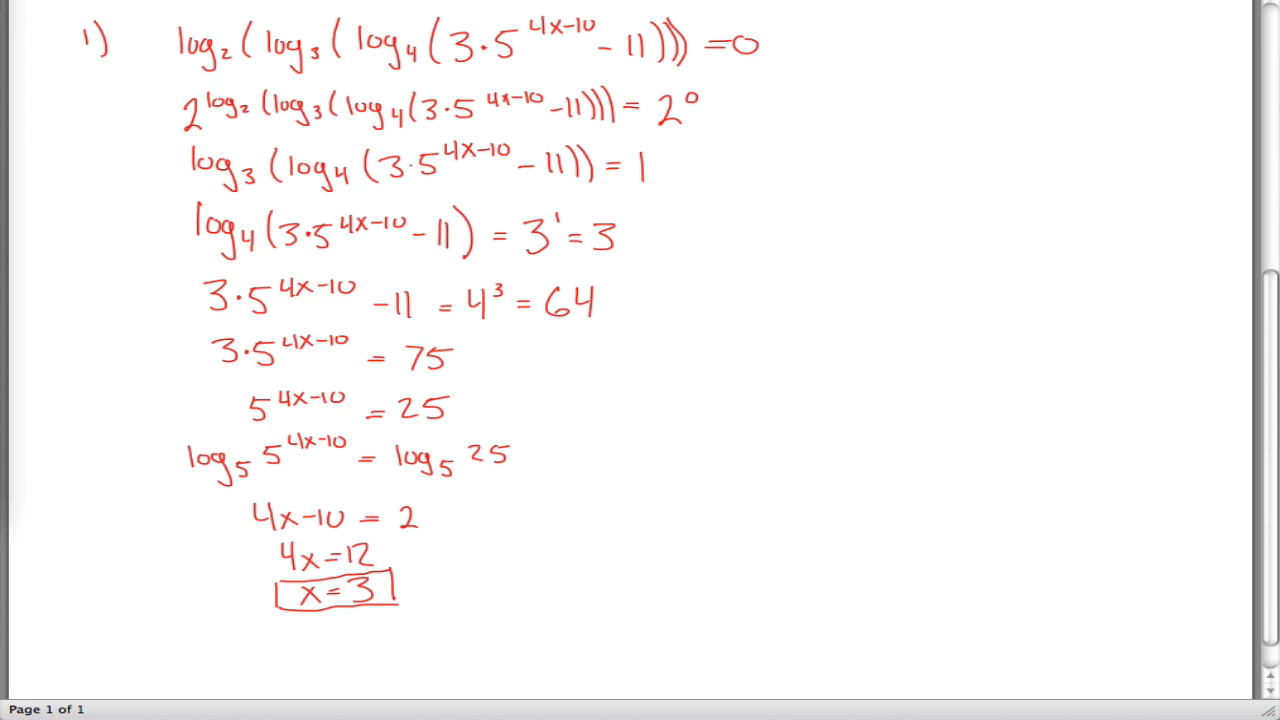 1) log₂(log₃(log₄(3·5^(4x-10) - 11))) = 0
2^(log₂(log₃(log₄(3·5^(4x-10) - 11)))) = 2⁰
log₃(log₄(3·5^(4x-10) - 11)) = 1
log₄(3·5^(4x-10) - 11) = 3¹ = 3
3·5^(4x-10) - 11 = 4³ = 64
3·5^(4x-10) = 75
5^(4x-10) = 25
log₅ 5^(4x-10) = log₅ 25
4x-10 = 2
4x = 12
x = 3
Page 1 of 1